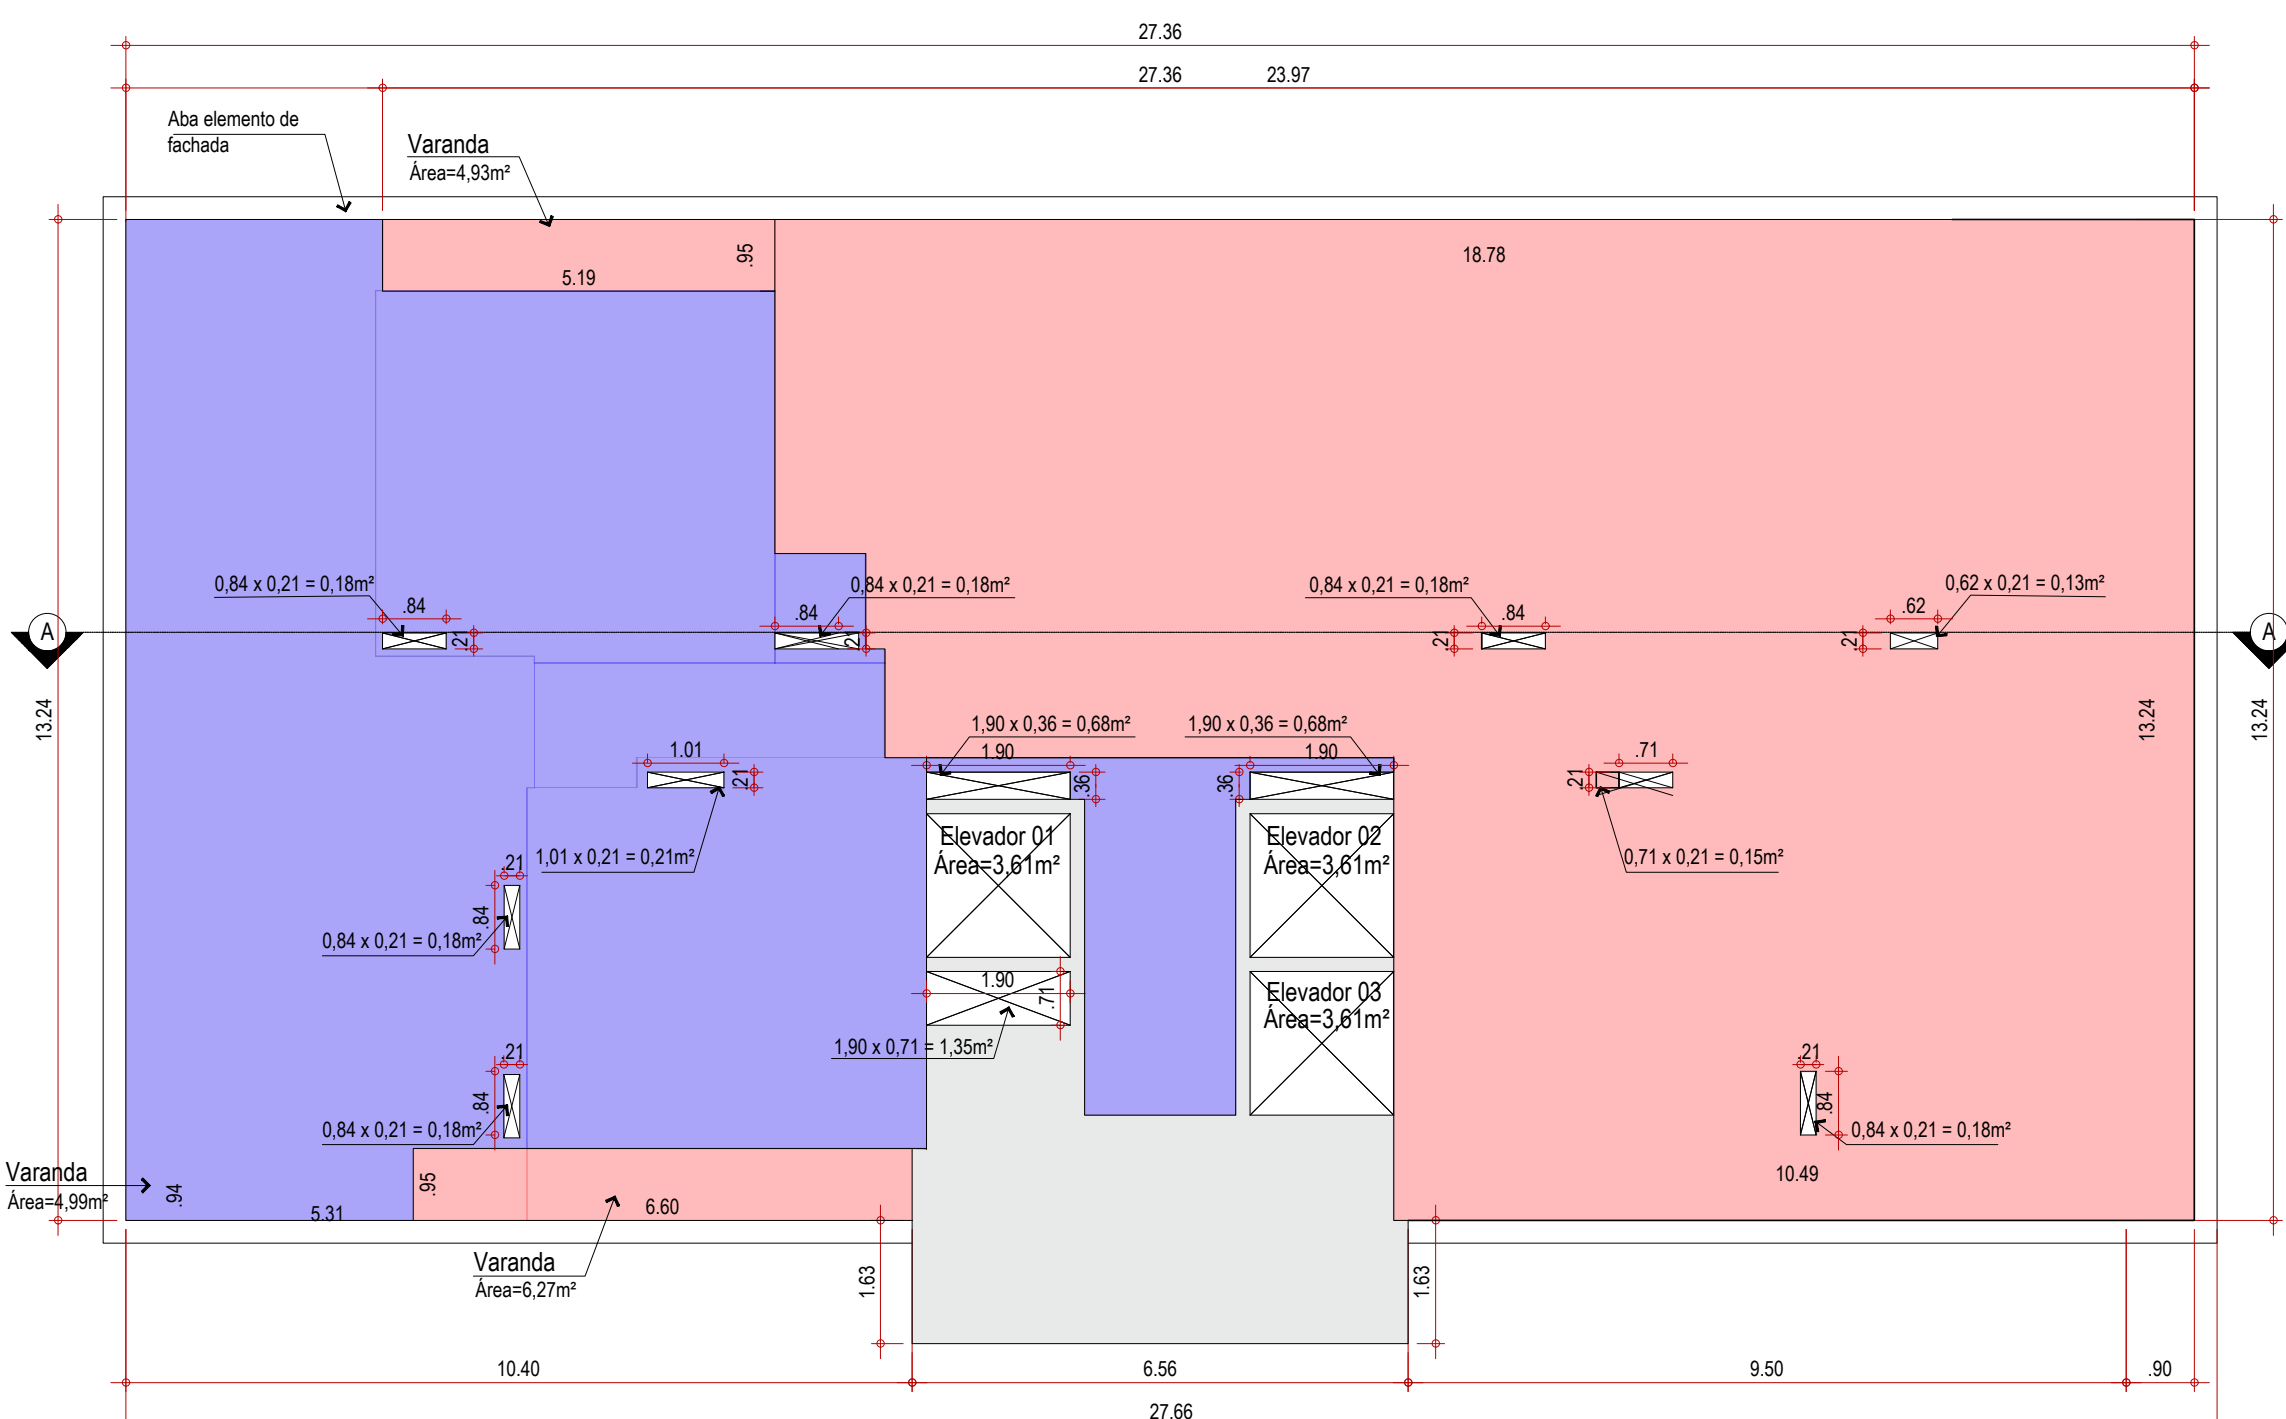 27.36
27.36
23.97
Aba elemento de
fachada
Varanda
Área=4,93m²
.95
5.19
18.78
0,84 x 0,21 = 0,18m²
.84
.21
.84
0,84 x 0,21 = 0,18m²
0,84 x 0,21 = 0,18m²
.84
.21
0,62 x 0,21 = 0,13m²
.62
.21
A
A
13.24
13.24
13.24
1,90 x 0,36 = 0,68m²
1.90
.36
1,90 x 0,36 = 0,68m²
1.90
.36
1.01
.21
.71
.21
Elevador 01
Área=3,61m²
Elevador 02
Área=3,61m²
1,01 x 0,21 = 0,21m²
0,71 x 0,21 = 0,15m²
.21
.84
0,84 x 0,21 = 0,18m²
1.90
.71
Elevador 03
Área=3,61m²
1,90 x 0,71 = 1,35m²
.21
.84
0,84 x 0,21 = 0,18m²
.21
.84
0,84 x 0,21 = 0,18m²
Varanda
Área=4,99m²
.94
5.31
.95
6.60
10.49
Varanda
Área=6,27m²
1.63
1.63
10.40
6.56
9.50
.90
27.66